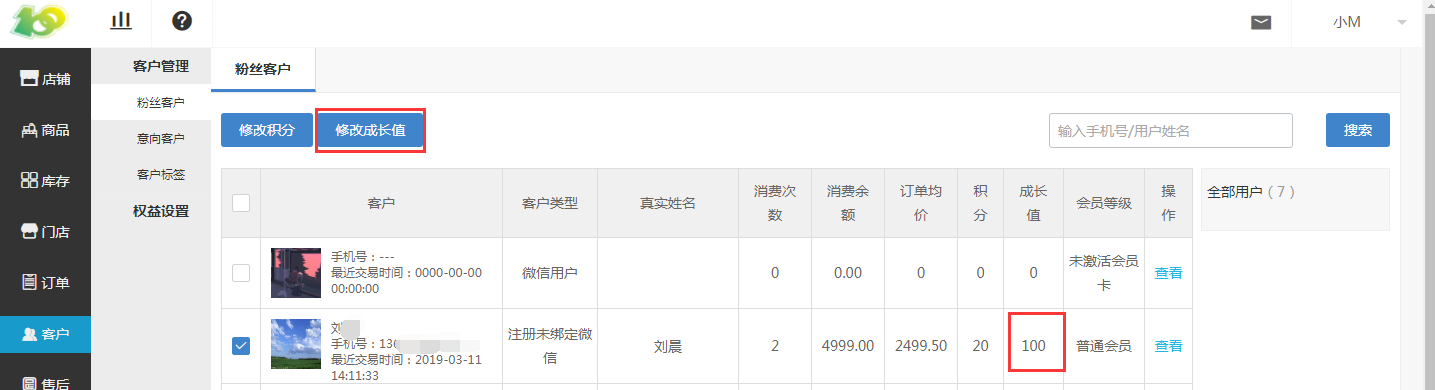 小M
店铺
商品
库存
门店
订单
客户
售后
客户管理
粉丝客户
意向客户
客户标签
权益设置
粉丝客户
修改积分
修改成长值
输入手机号/用户姓名
搜索
客户
客户类型
真实姓名
消费次
数
消费余
额
订单均
价
积
分
成长
值
会员等级
操
作
全部用户（7）
手机号：---
最近交易时间：0000-00-00
00:00:00
微信用户
0
0.00
0
0
0
未激活会员
卡
查看
刘
手机号：136
最近交易时间：2019-03-11
14:11:33
注册未绑定微
信
刘晨
2
4999.00
2499.50
20
100
普通会员
查看